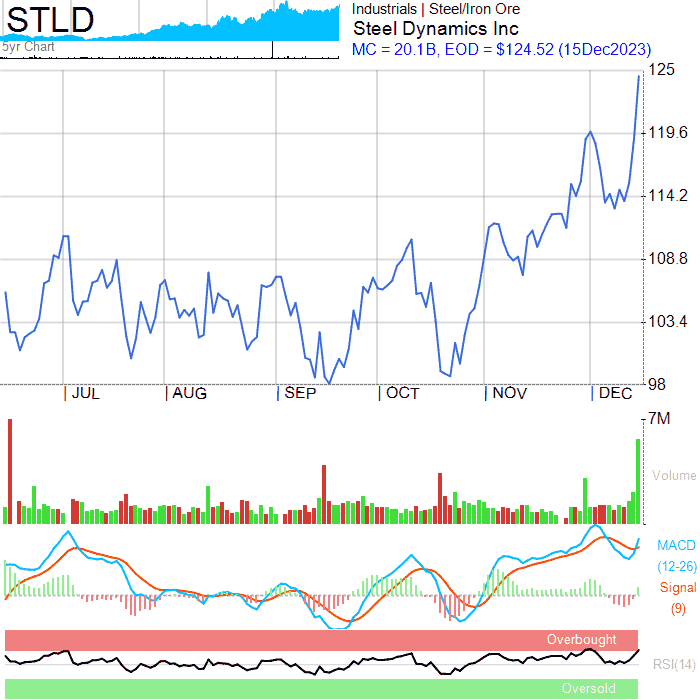 STLD
5yr Chart
Industrials | Steel/Iron Ore
Steel Dynamics Inc
MC = 20.1B, EOD = $124.52 (15Dec2023)
125
119.6
114.2
108.8
103.4
98
JUL AUG SEP OCT NOV DEC
7M
Volume
MACD
(12-26)
Signal
(9)
Overbought
RSI(14)
Oversold